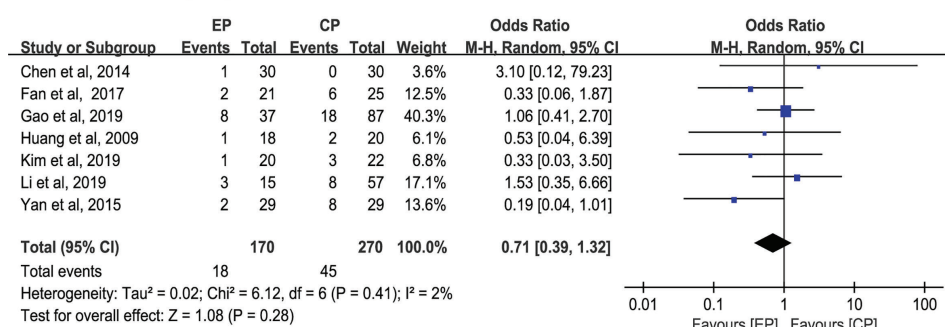 EP CP Odds Ratio Odds Ratio
Study or Subgroup Events Total Events Total Weight M-H, Random, 95% CI M-H, Random, 95% CI
Chen et al, 2014 1 30 0 30 3.6% 3.10 [0.12, 79.23]
Fan et al, 2017 2 21 6 25 12.5% 0.33 [0.06, 1.87]
Gao et al, 2019 8 37 18 87 40.3% 1.06 [0.41, 2.70]
Huang et al, 2009 1 18 2 20 6.1% 0.53 [0.04, 6.39]
Kim et al, 2019 1 20 3 22 6.8% 0.33 [0.03, 3.50]
Li et al, 2019 3 15 8 57 17.1% 1.53 [0.35, 6.66]
Yan et al, 2015 2 29 8 29 13.6% 0.19 [0.04, 1.01]
Total (95% CI) 170 270 100.0% 0.71 [0.39, 1.32]
Total events 18 45
Heterogeneity: Tau² = 0.02; Chi² = 6.12, df = 6 (P = 0.41); I² = 2%
Test for overall effect: Z = 1.08 (P = 0.28)
0.01 0.1 1 10 100
Favours [EP] Favours [CP]